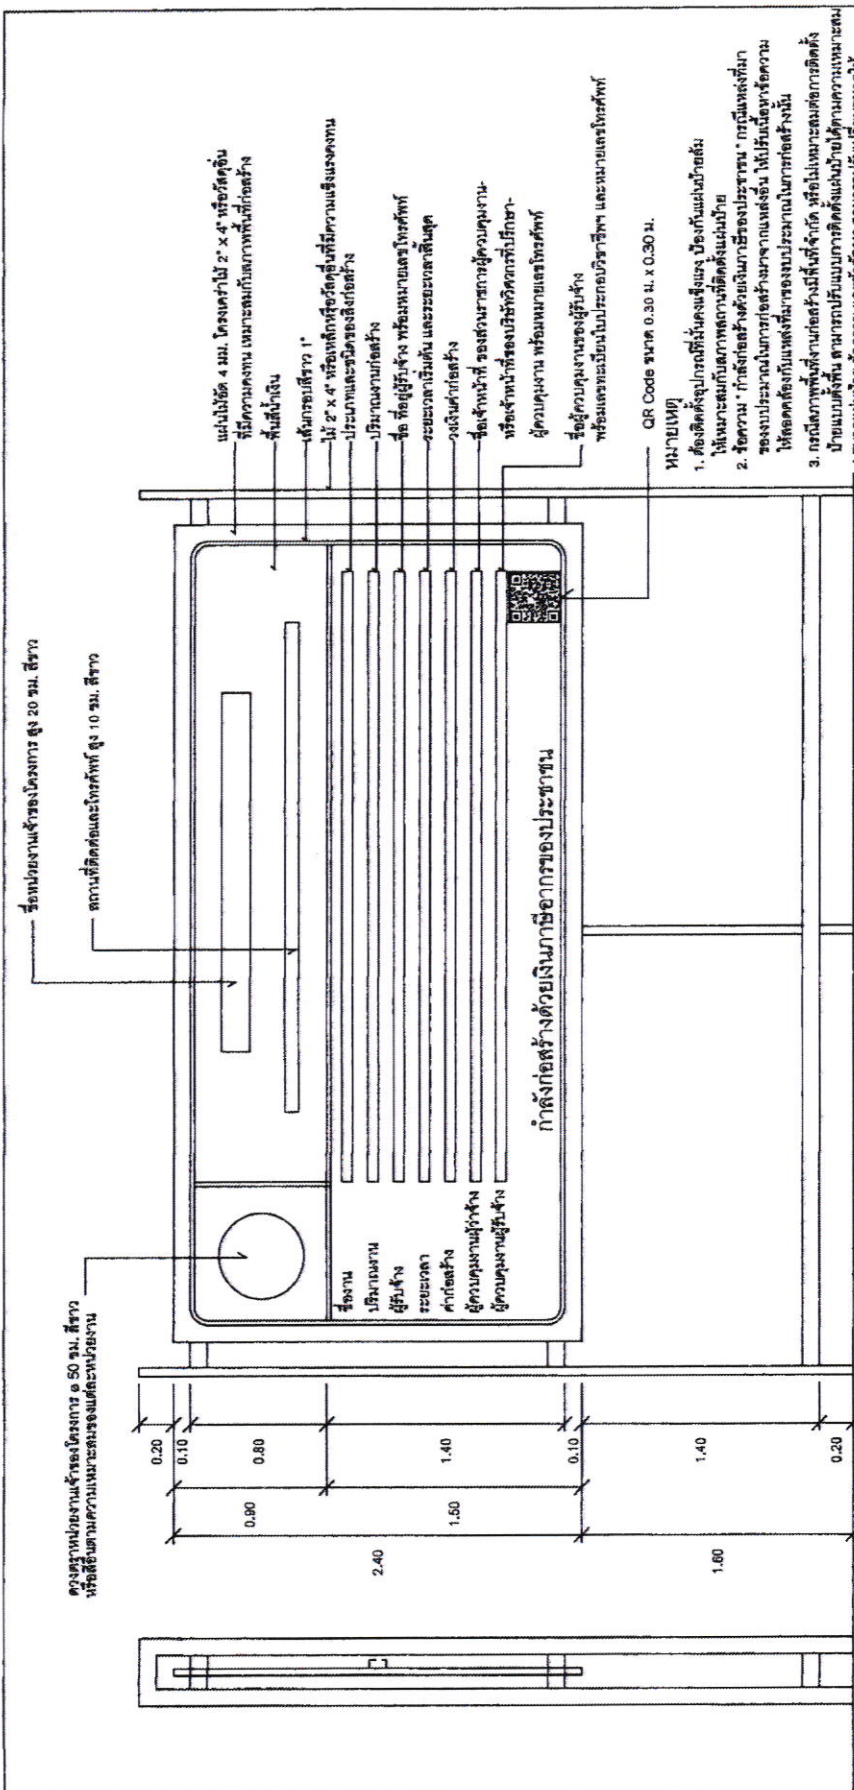 ชื่อหน่วยงานเจ้าของโครงการ สูง 20 ซม. สีขาว
สถานที่ติดต่อและโทรศัพท์ สูง 10 ซม. สีขาว
ดวงตราหน่วยงานเจ้าของโครงการ ø 50 ซม. สีขาว
หรือสีอื่นตามความเหมาะสมของแต่ละหน่วยงาน
แผ่นไม้อัด 4 มม. โครงเคร่าไม้ 2" x 4" หรือวัสดุอื่น
ที่มีความคงทน เหมาะสมกับสภาพพื้นที่ก่อสร้าง
พื้นสีน้ำเงิน
เส้นกรอบสีขาว 1"
ไม้ 2" x 4" หรือเหล็กหรือวัสดุอื่นที่มีความแข็งแรงคงทน
ประเภทและชนิดของสิ่งก่อสร้าง
ปริมาณงานก่อสร้าง
ชื่อ ที่อยู่ผู้รับจ้าง พร้อมหมายเลขโทรศัพท์
ระยะเวลาเริ่มต้น และระยะเวลาสิ้นสุด
วงเงินค่าก่อสร้าง
ชื่อเจ้าหน้าที่ ของส่วนราชการผู้ควบคุมงาน-
หรือเจ้าหน้าที่ของบริษัทวิศวกรที่ปรึกษา-
ผู้ควบคุมงาน พร้อมหมายเลขโทรศัพท์
ชื่อผู้ควบคุมงานของผู้รับจ้าง
พร้อมเลขทะเบียนใบประกอบวิชาชีพฯ และหมายเลขโทรศัพท์
QR Code ขนาด 0.30 ม. x 0.30 ม.
ชื่องาน
ปริมาณงาน
ผู้รับจ้าง
ระยะเวลา
ค่าก่อสร้าง
ผู้ควบคุมงานผู้ว่าจ้าง
ผู้ควบคุมงานผู้รับจ้าง
กำลังก่อสร้างด้วยเงินภาษีอากรของประชาชน
0.20
0.10
0.80
1.40
0.10
1.40
0.20
0.90
1.50
2.40
1.60
หมายเหตุ
1. ต้องติดตั้งอุปกรณ์ที่มั่นคงแข็งแรง ป้องกันแผ่นป้ายล้ม
ให้เหมาะสมกับสภาพสถานที่ติดตั้งแผ่นป้าย
2. ข้อความ " กำลังก่อสร้างด้วยเงินภาษีของประชาชน " กรณีแหล่งที่มา
ของงบประมาณในการก่อสร้างมาจากแหล่งอื่น ให้ปรับเนื้อหาข้อความ
ให้สอดคล้องกับแหล่งที่มาของงบประมาณในการก่อสร้างนั้น
3. กรณีสภาพพื้นที่งานก่อสร้างมีพื้นที่จำกัด หรือไม่เหมาะสมต่อการติดตั้ง
ป้ายแบบตั้งพื้น สามารถปรับแบบการติดตั้งแผ่นป้ายได้ตามความเหมาะสม